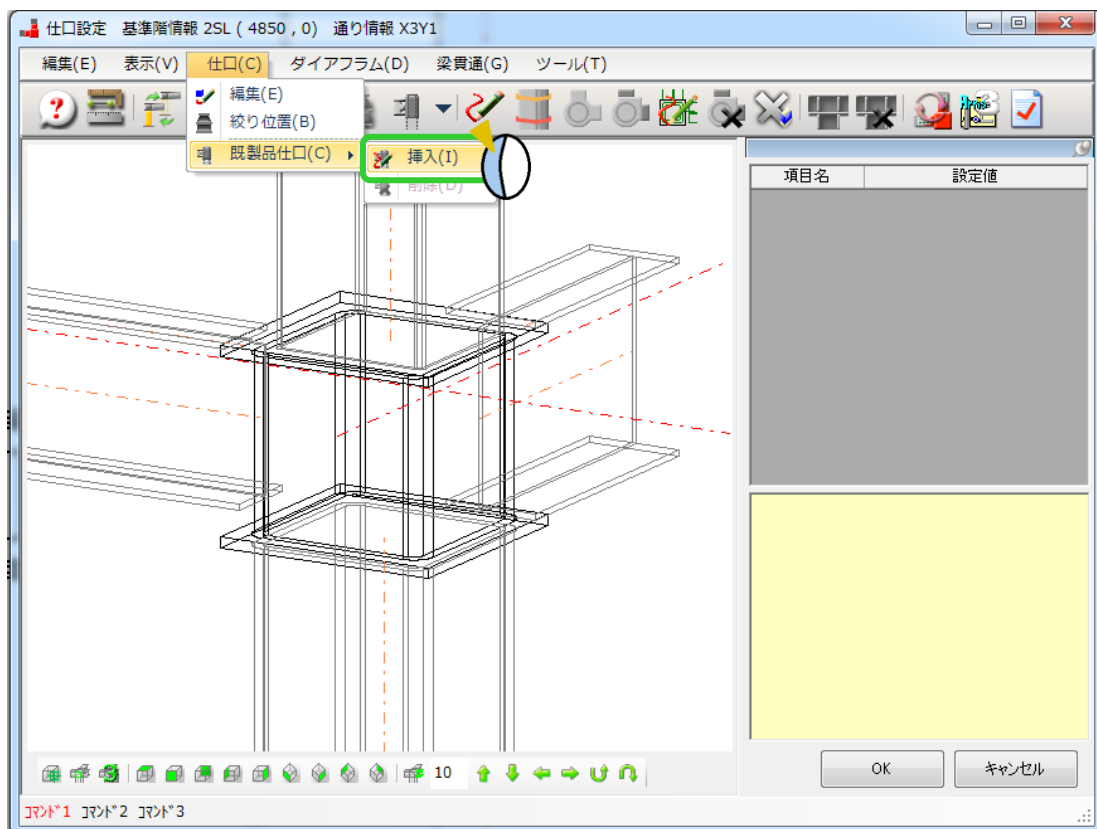 仕口設定 基準階情報 2SL ( 4850 , 0) 通り情報 X3Y1
編集(E) 表示(V) 仕口(C) ダイアフラム(D) 梁貫通(G) ツール(T)
編集(E)
絞り位置(B)
既製品仕口(C)
挿入(I)
削除(D)
項目名 設定値
10
OK キャンセル
コマンド1 コマンド2 コマンド3